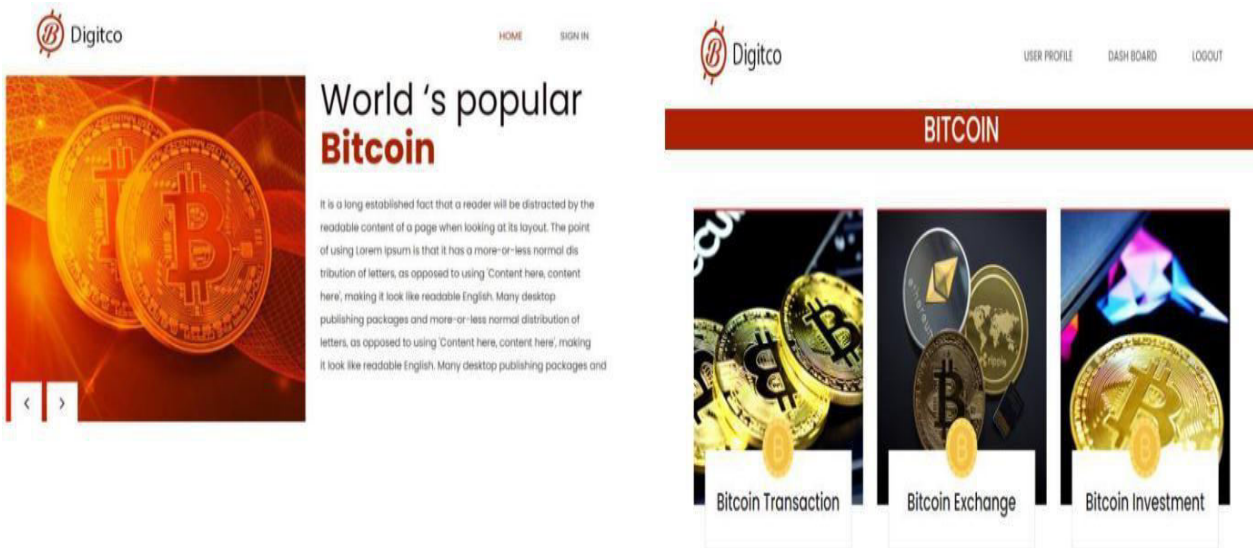 Digitco
HOME SIGN IN
World ‘s popular
Bitcoin
It is a long established fact that a reader will be distracted by the
readable content of a page when looking at its layout. The point
of using Lorem Ipsum is that it has a more-or-less normal dis
tribution of letters, as opposed to using 'Content here, content
here', making it look like readable English. Many desktop
publishing packages and more-or-less normal distribution of
letters, as opposed to using 'Content here, content here', making
it look like readable English. Many desktop publishing packages and
Digitco
USER PROFILE DASH BOARD LOGOUT
BITCOIN
ethereum
ripple
Bitcoin Transaction
Bitcoin Exchange
Bitcoin Investment